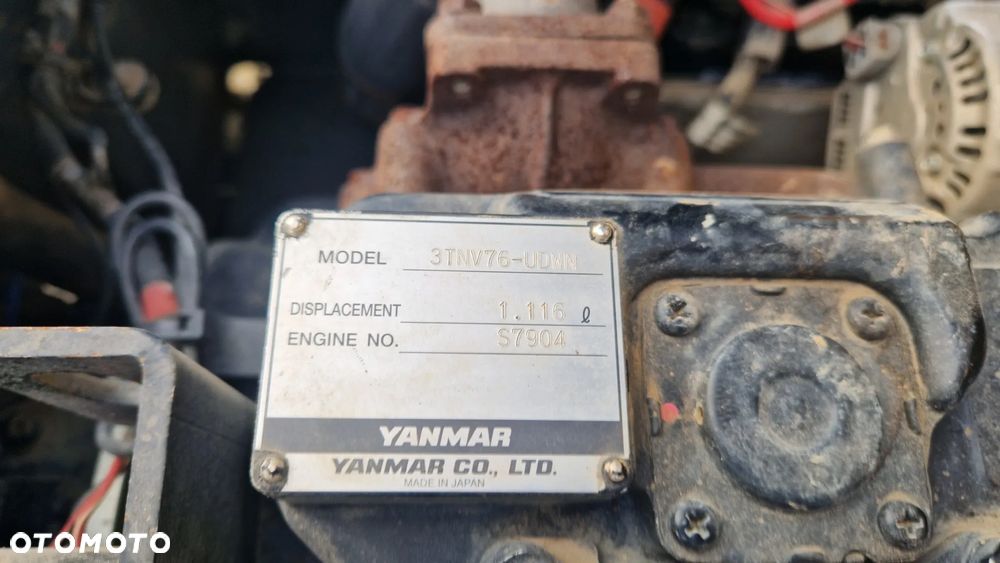 MODEL 3TNV76-UDWN
DISPLACEMENT 1.116 ℓ
ENGINE NO. S7904
YANMAR
YANMAR CO., LTD.
MADE IN JAPAN
OTOMOTO